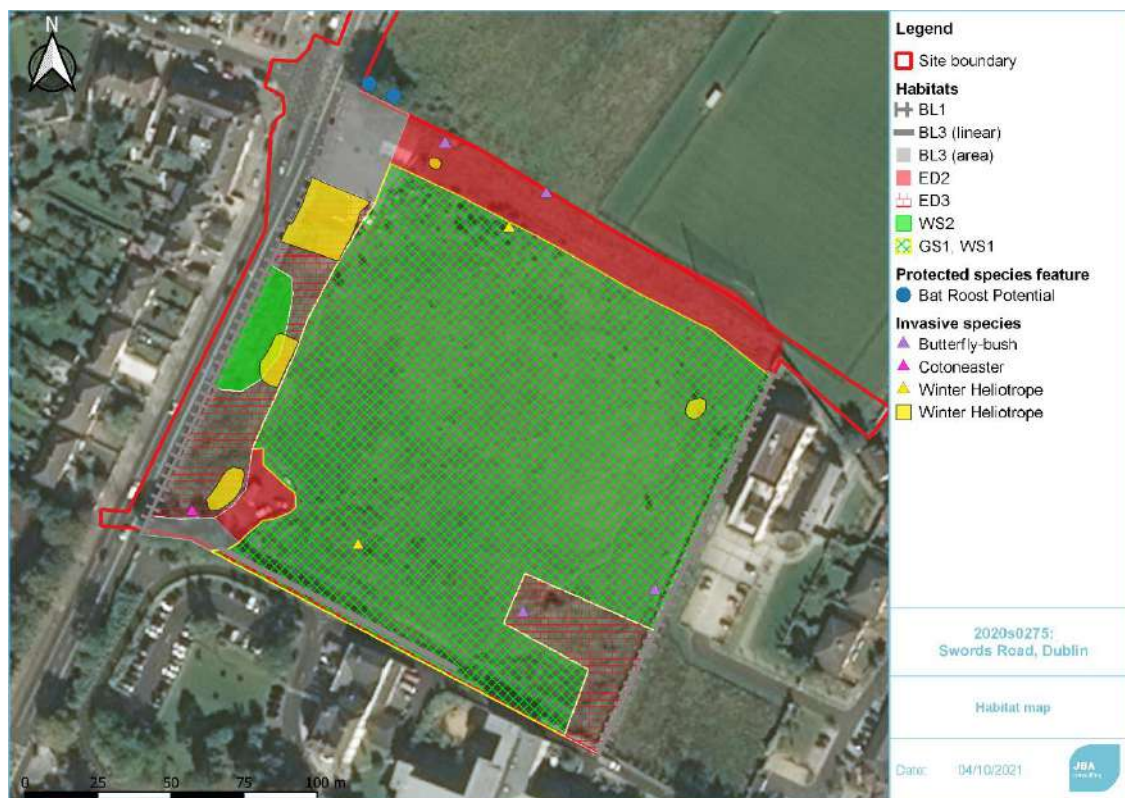 N
0 25 50 75 100 m
Legend
Site boundary
Habitats
BL1
BL3 (linear)
BL3 (area)
ED2
ED3
WS2
GS1, WS1
Protected species feature
Bat Roost Potential
Invasive species
Butterfly-bush
Cotoneaster
Winter Heliotrope
Winter Heliotrope
2020s0275:
Swords Road, Dublin
Habitat map
Date: 04/10/2021
JBA
consulting